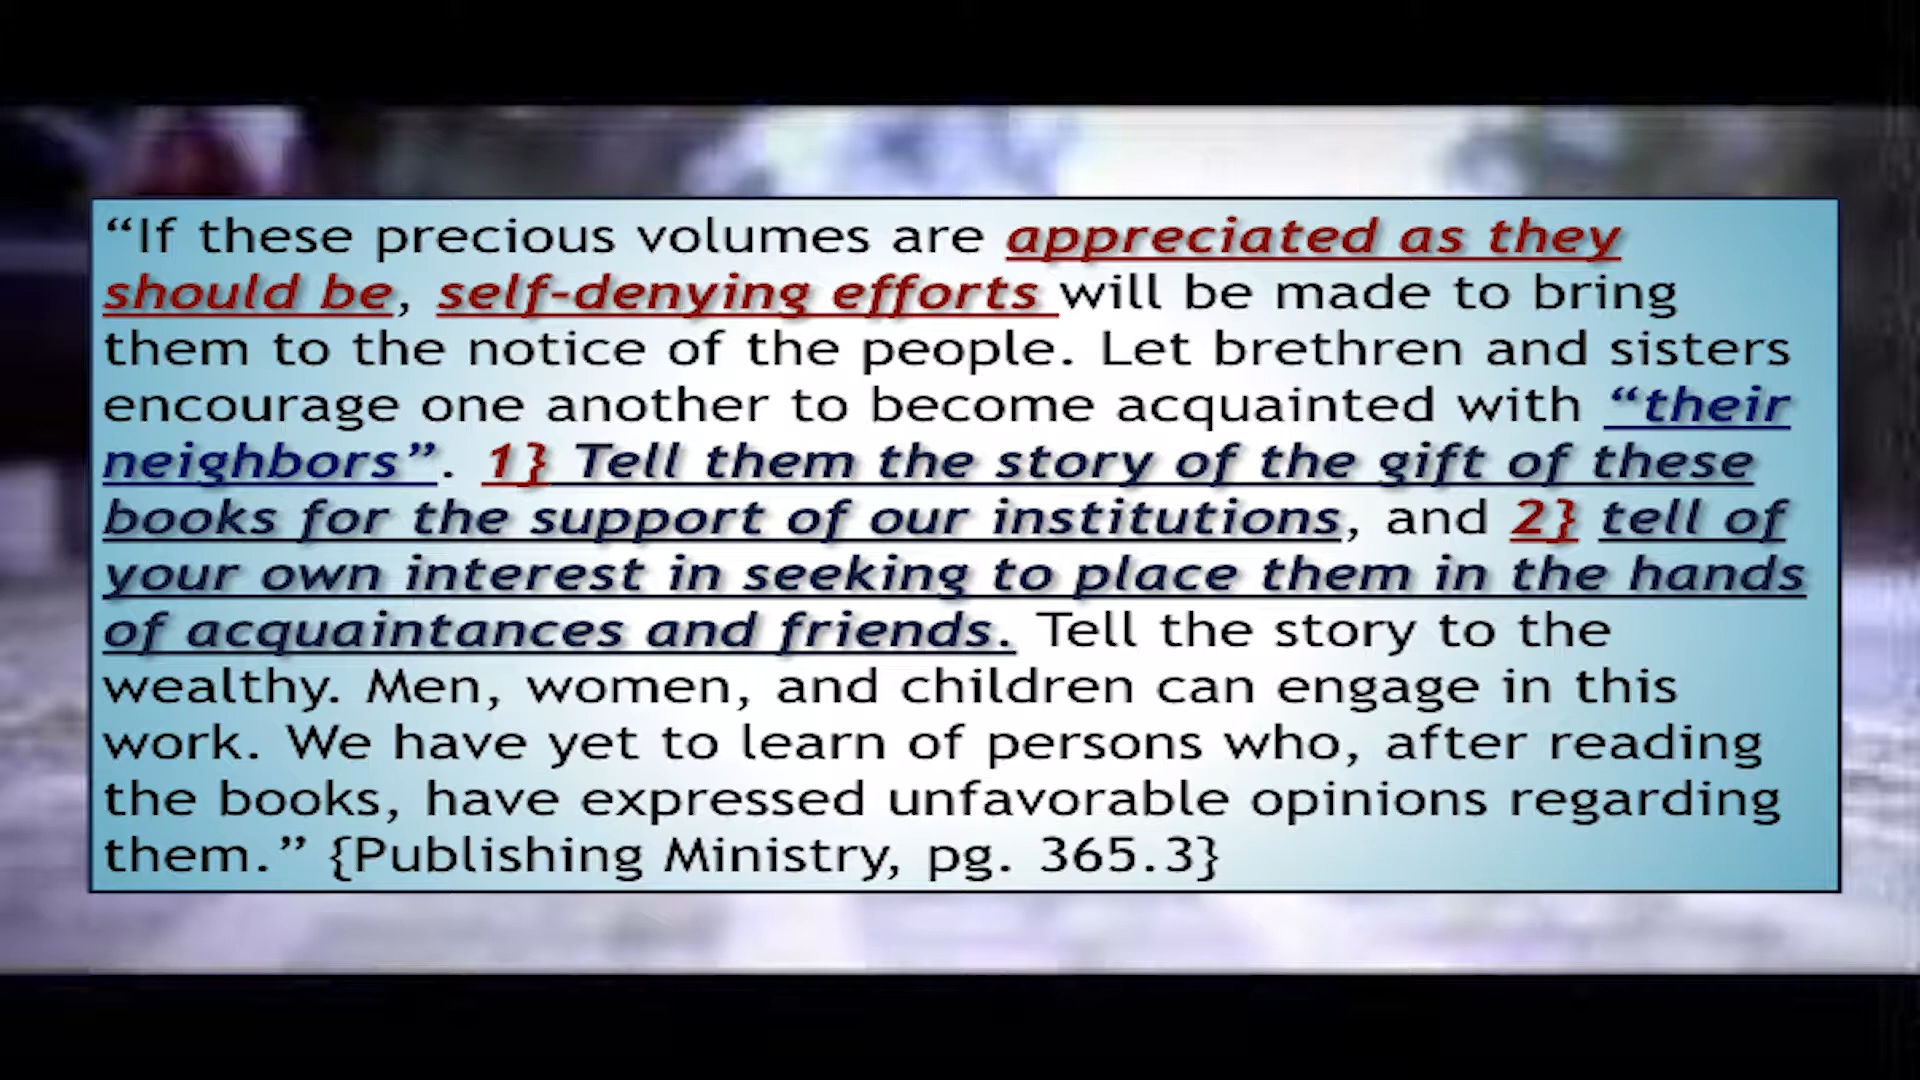 “If these precious volumes are appreciated as they
should be, self-denying efforts will be made to bring
them to the notice of the people. Let brethren and sisters
encourage one another to become acquainted with “their
neighbors”. 1} Tell them the story of the gift of these
books for the support of our institutions, and 2} tell of
your own interest in seeking to place them in the hands
of acquaintances and friends. Tell the story to the
wealthy. Men, women, and children can engage in this
work. We have yet to learn of persons who, after reading
the books, have expressed unfavorable opinions regarding
them.” {Publishing Ministry, pg. 365.3}